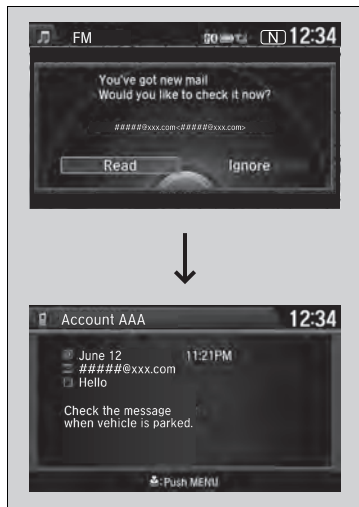 FM
N 12:34
You've got new mail
Would you like to check it now?
#####@xxx.com<#####@xxx.com>
Read Ignore
Account AAA 12:34
June 12 11:21PM
#####@xxx.com
Hello
Check the message
when vehicle is parked.
:Push MENU